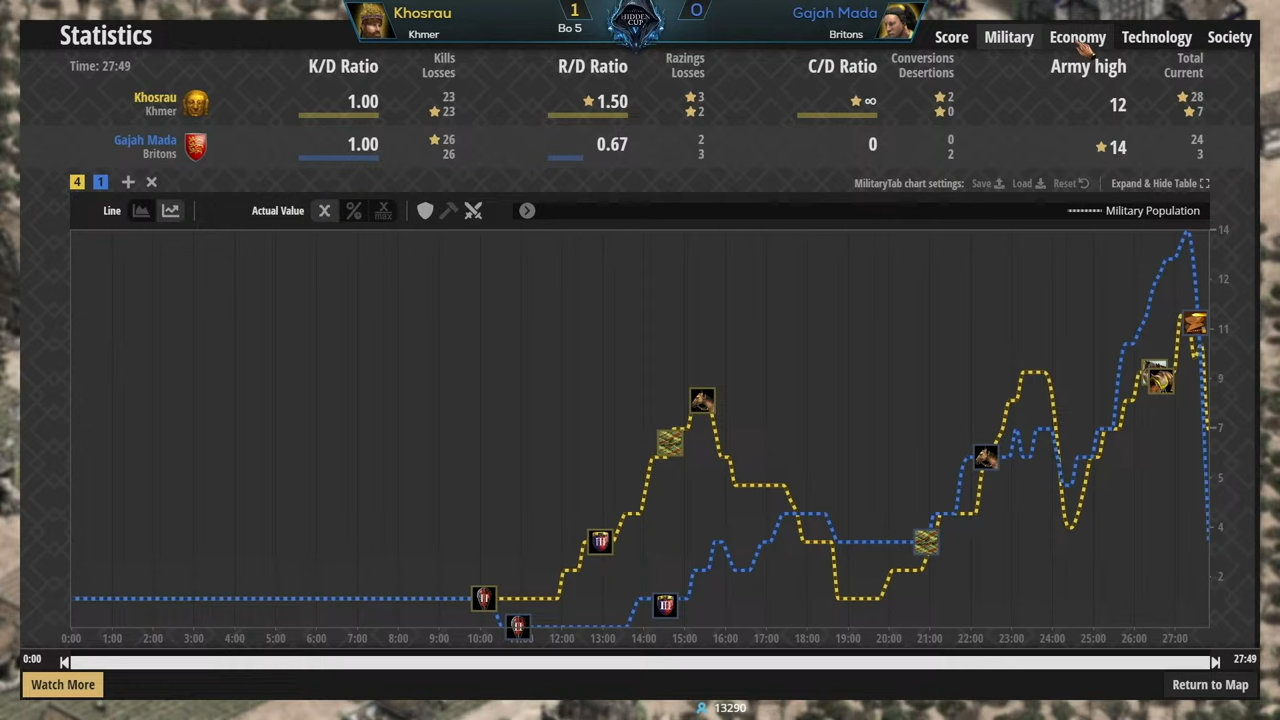 Khosrau 1 HIDDEN CUP 0 Gajah Mada
Khmer Bo 5 Britons
Statistics Score Military Economy Technology Society
Time: 27:49 K/D Ratio Kills Losses R/D Ratio Razings Losses C/D Ratio Conversions Desertions Army high Total Current
Khosrau Khmer 1.00 23 23 1.50 3 2 ∞ 2 0 12 28 7
Gajah Mada Britons 1.00 26 26 0.67 2 3 0 0 2 14 24 3
4 1 MilitaryTab chart settings: Save Load Reset Expand & Hide Table
Line Actual Value X % X max Military Population
14
12
11
9
7
5
4
2
III
III
II
II
0:00 1:00 2:00 3:00 4:00 5:00 6:00 7:00 8:00 9:00 10:00 11:00 12:00 13:00 14:00 15:00 16:00 17:00 18:00 19:00 20:00 21:00 22:00 23:00 24:00 25:00 26:00 27:00
0:00 27:49
Watch More Return to Map
13290